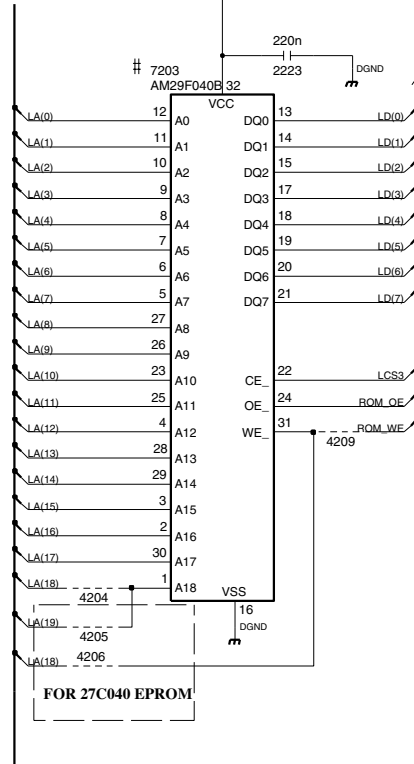 220n
# 7203
2223
DGND
AM29F040B 32
VCC
LA(0) 12 A0 DQ0 13 LD(0)
LA(1) 11 A1 DQ1 14 LD(1)
LA(2) 10 A2 DQ2 15 LD(2)
LA(3) 9 A3 DQ3 17 LD(3)
LA(4) 8 A4 DQ4 18 LD(4)
LA(5) 7 A5 DQ5 19 LD(5)
LA(6) 6 A6 DQ6 20 LD(6)
LA(7) 5 A7 DQ7 21 LD(7)
LA(8) 27 A8
LA(9) 26 A9
LA(10) 23 A10 CE_ 22 LCS3
LA(11) 25 A11 OE_ 24 ROM_OE
LA(12) 4 A12 WE_ 31 ROM_WE
4209
LA(13) 28 A13
LA(14) 29 A14
LA(15) 3 A15
LA(16) 2 A16
LA(17) 30 A17
LA(18) 1 A18 VSS
4204
16
DGND
LA(19)
4205
LA(18) 4206
FOR 27C040 EPROM